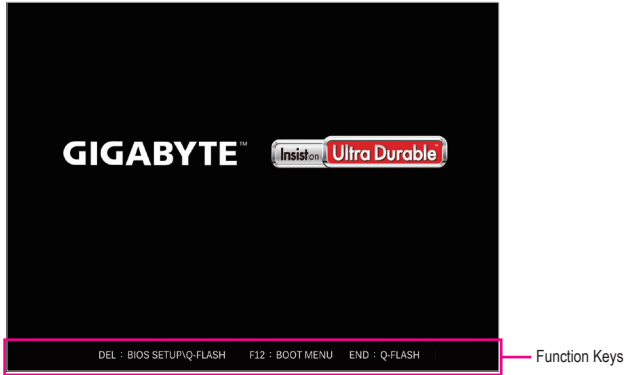 GIGABYTE™
Insist on Ultra Durable™
DEL : BIOS SETUP\Q-FLASH F12 : BOOT MENU END : Q-FLASH
Function Keys